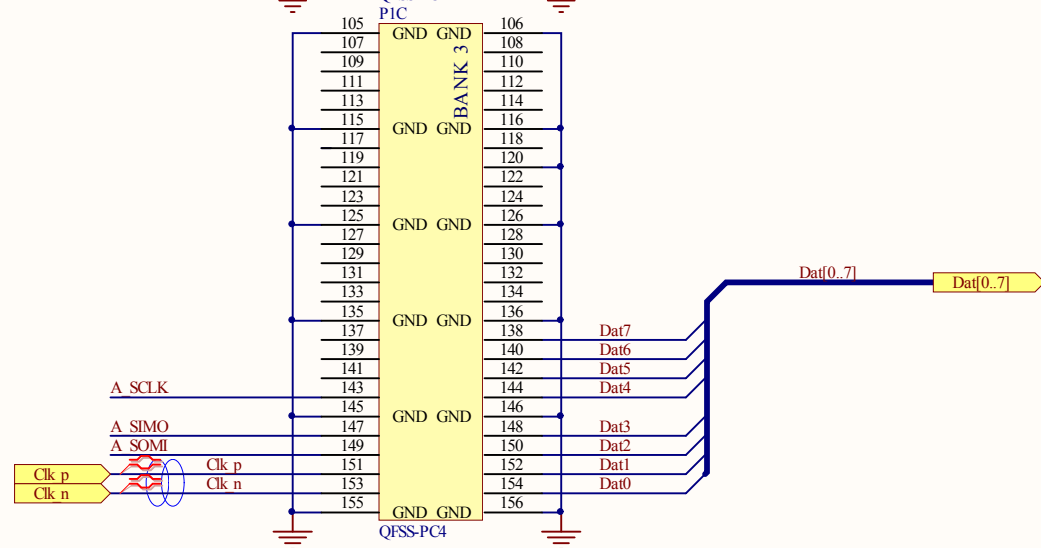 P1C
105 GND GND 106
107 108
109 110
111 112
113 114
BANK 3
115 GND GND 116
117 118
119 120
121 122
123 124
125 GND GND 126
127 128
129 130
131 132
Dat[0..7] Dat[0..7]
133 134
135 GND GND 136
137 138 Dat7
139 140 Dat6
141 142 Dat5
A_SCLK 143 144 Dat4
145 GND GND 146
A_SIMO 147 148 Dat3
A_SOMI 149 150 Dat2
Clk_p Clk_p 151 152 Dat1
Clk_n Clk_n 153 154 Dat0
155 GND GND 156
QFSS-PC4